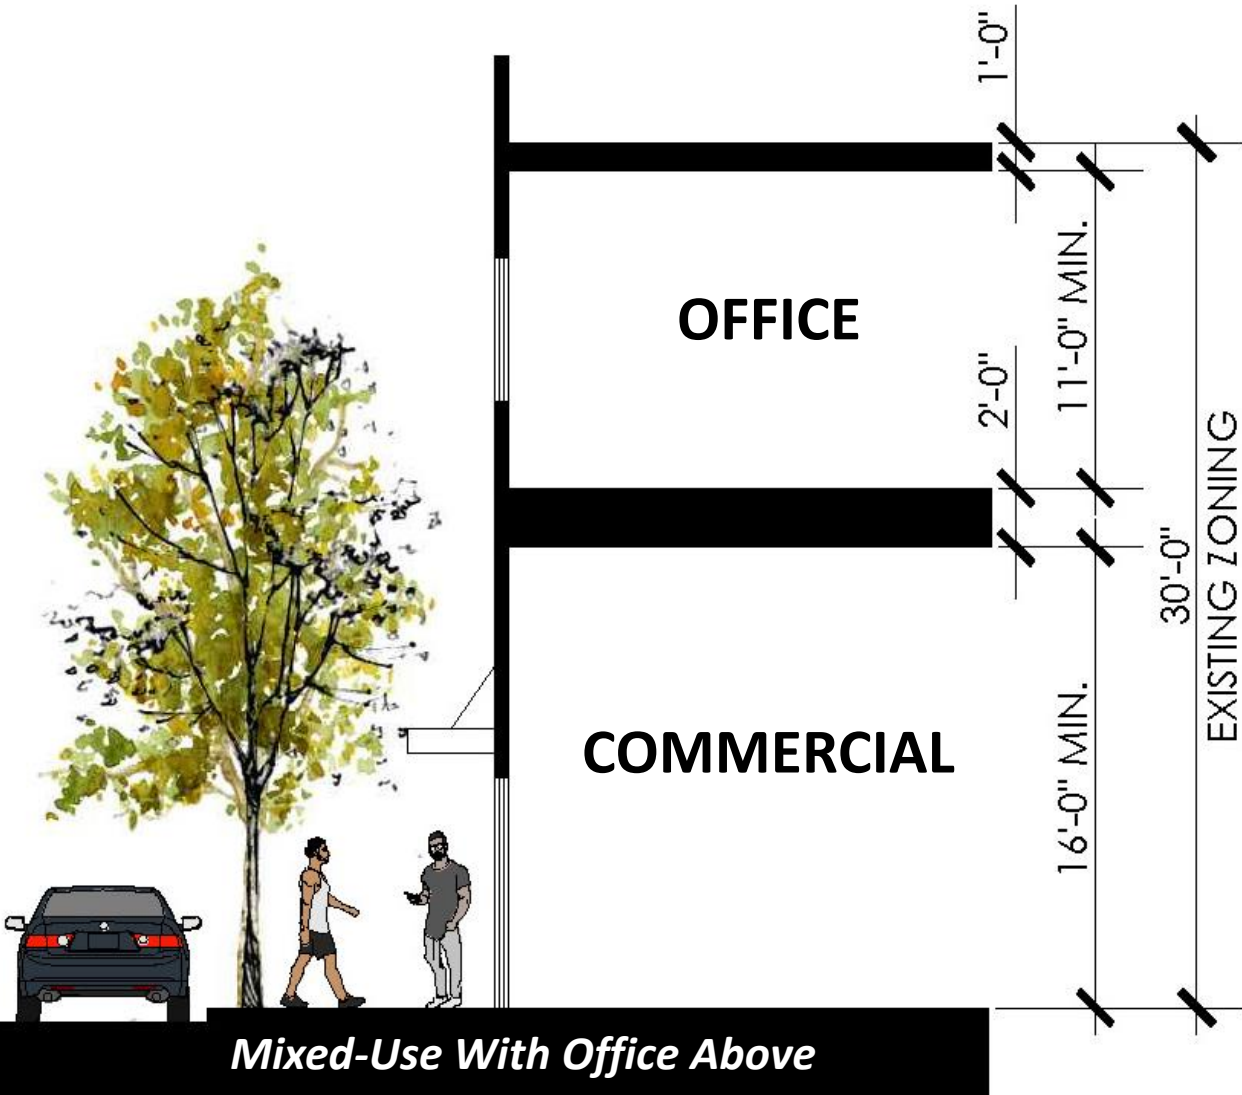 1'-0"
OFFICE
11'-0" MIN.
2'-0"
30'-0"
EXISTING ZONING
COMMERCIAL
16'-0" MIN.
Mixed-Use With Office Above